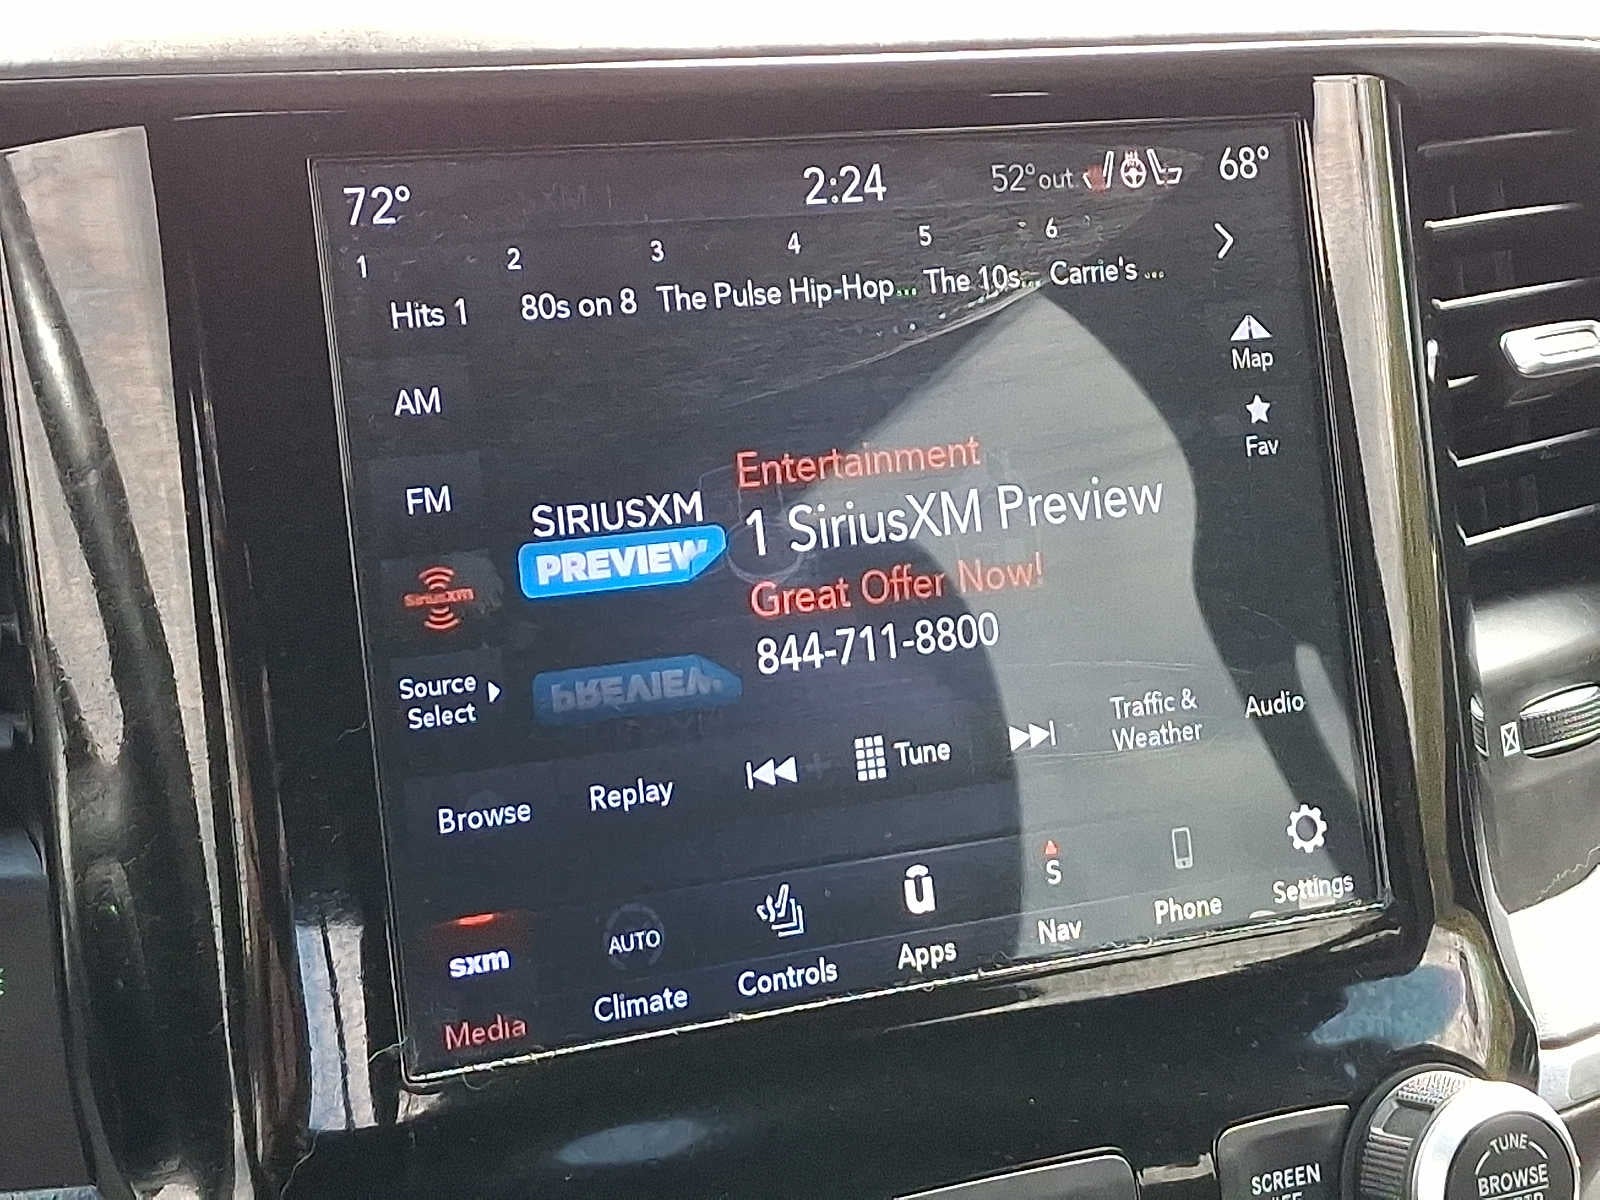 72°
2:24
52°out
68°
1 2 3 4 5 6
Hits 1 80s on 8 The Pulse Hip-Hop... The 10s... Carrie's ...
Map
AM
Fav
FM
Entertainment
SIRIUSXM
PREVIEW
1 SiriusXM Preview
Great Offer Now!
SiriusXM
844-711-8800
Source
Select
PREVIEW
Traffic &
Weather
Audio
Browse
Replay
Tune
sxm
Media
AUTO
Climate
Controls
ū
Apps
S
Nav
Phone
Settings
TUNE
BROWSE
SCREEN